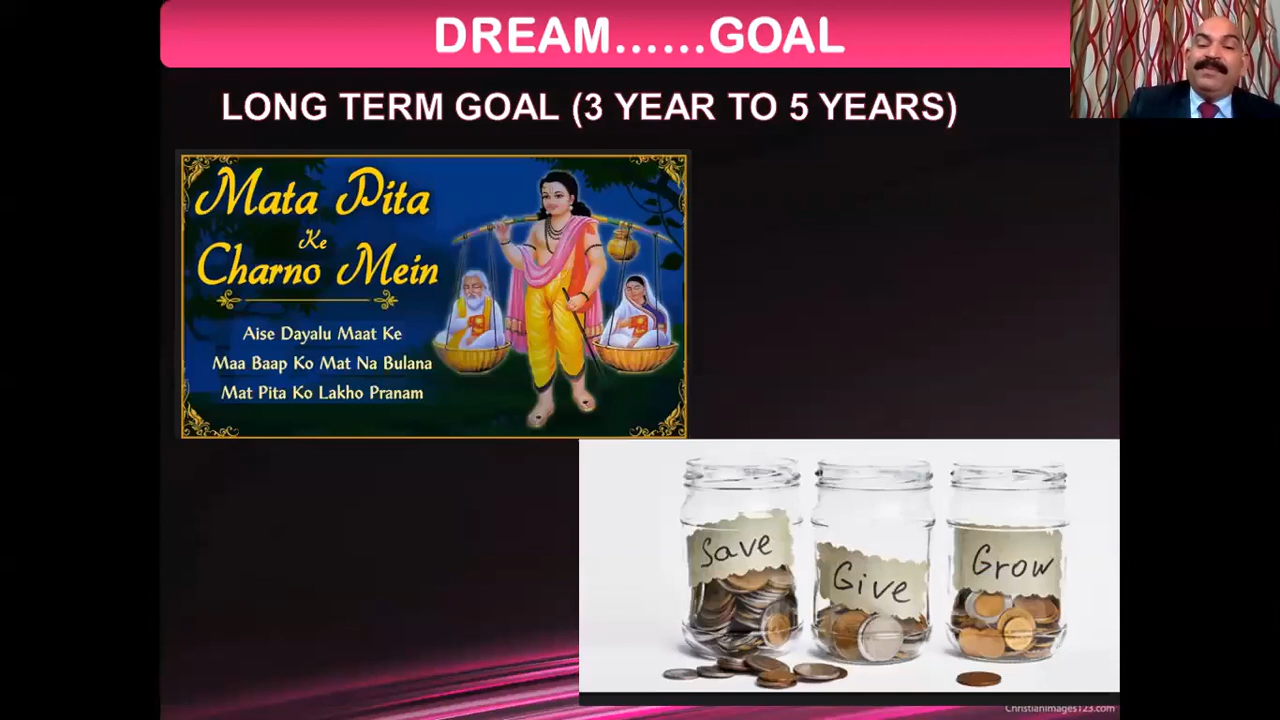 DREAM......GOAL
LONG TERM GOAL (3 YEAR TO 5 YEARS)
Mata Pita
Ke
Charno Mein
Aise Dayalu Maat Ke
Maa Baap Ko Mat Na Bulana
Mat Pita Ko Lakho Pranam
Save
Give
Grow
Christianimages123.com